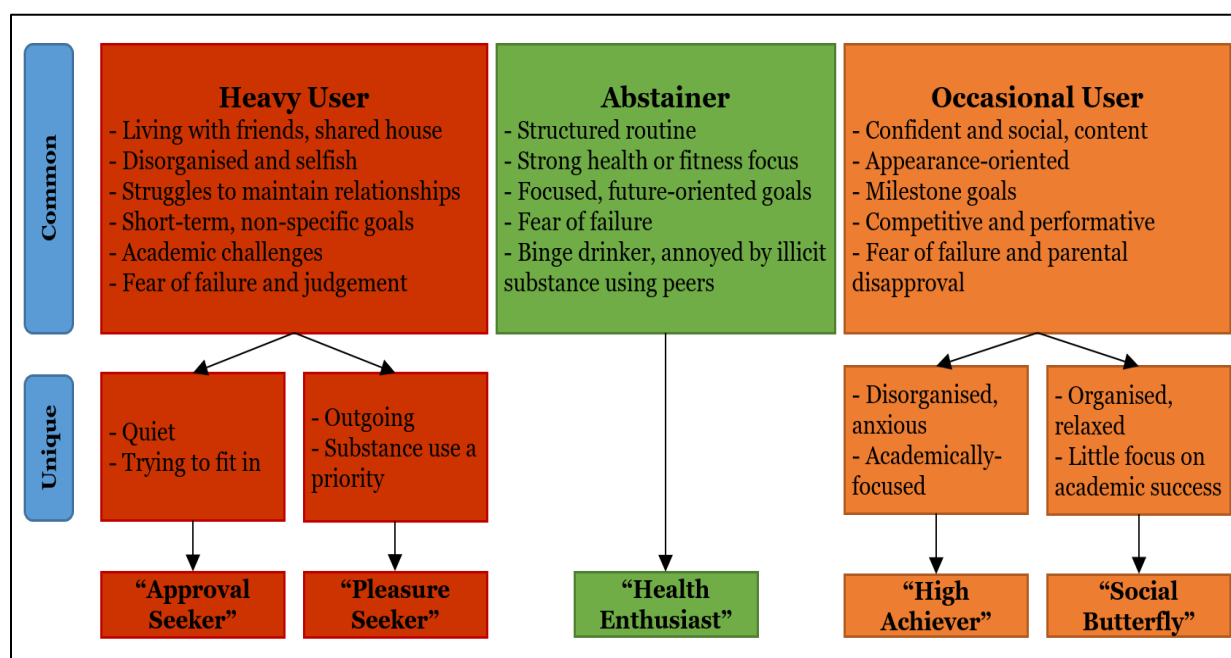 Common
Heavy User
- Living with friends, shared house
- Disorganised and selfish
- Struggles to maintain relationships
- Short-term, non-specific goals
- Academic challenges
- Fear of failure and judgement
Abstainer
- Structured routine
- Strong health or fitness focus
- Focused, future-oriented goals
- Fear of failure
- Binge drinker, annoyed by illicit
substance using peers
Occasional User
- Confident and social, content
- Appearance-oriented
- Milestone goals
- Competitive and performative
- Fear of failure and parental
disapproval
Unique
- Quiet
- Trying to fit in
- Outgoing
- Substance use a
priority
- Disorganised,
anxious
- Academically-
focused
- Organised,
relaxed
- Little focus on
academic success
“Approval
Seeker”
“Pleasure
Seeker”
“Health
Enthusiast”
“High
Achiever”
“Social
Butterfly”